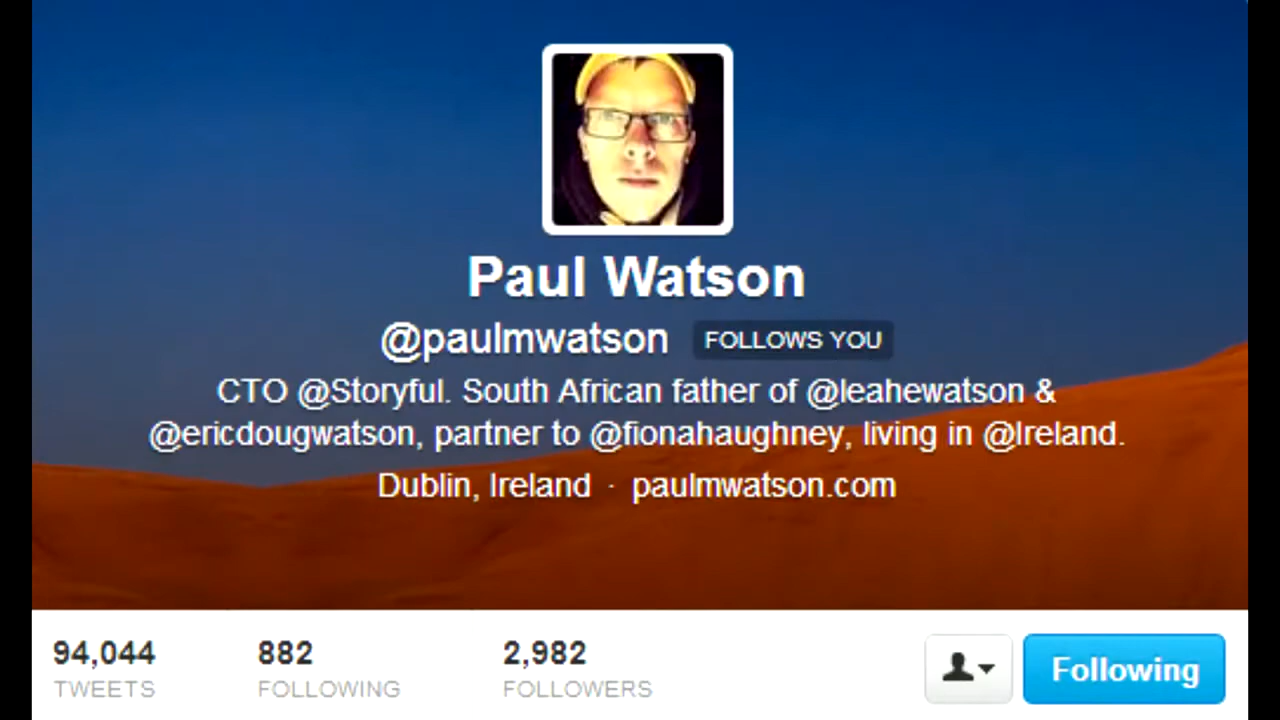 Paul Watson
@paulmwatson FOLLOWS YOU
CTO @Storyful. South African father of @leahewatson &
@ericdougwatson, partner to @fionahaughney, living in @Ireland.
Dublin, Ireland · paulmwatson.com
94,044 882 2,982
TWEETS FOLLOWING FOLLOWERS
Following